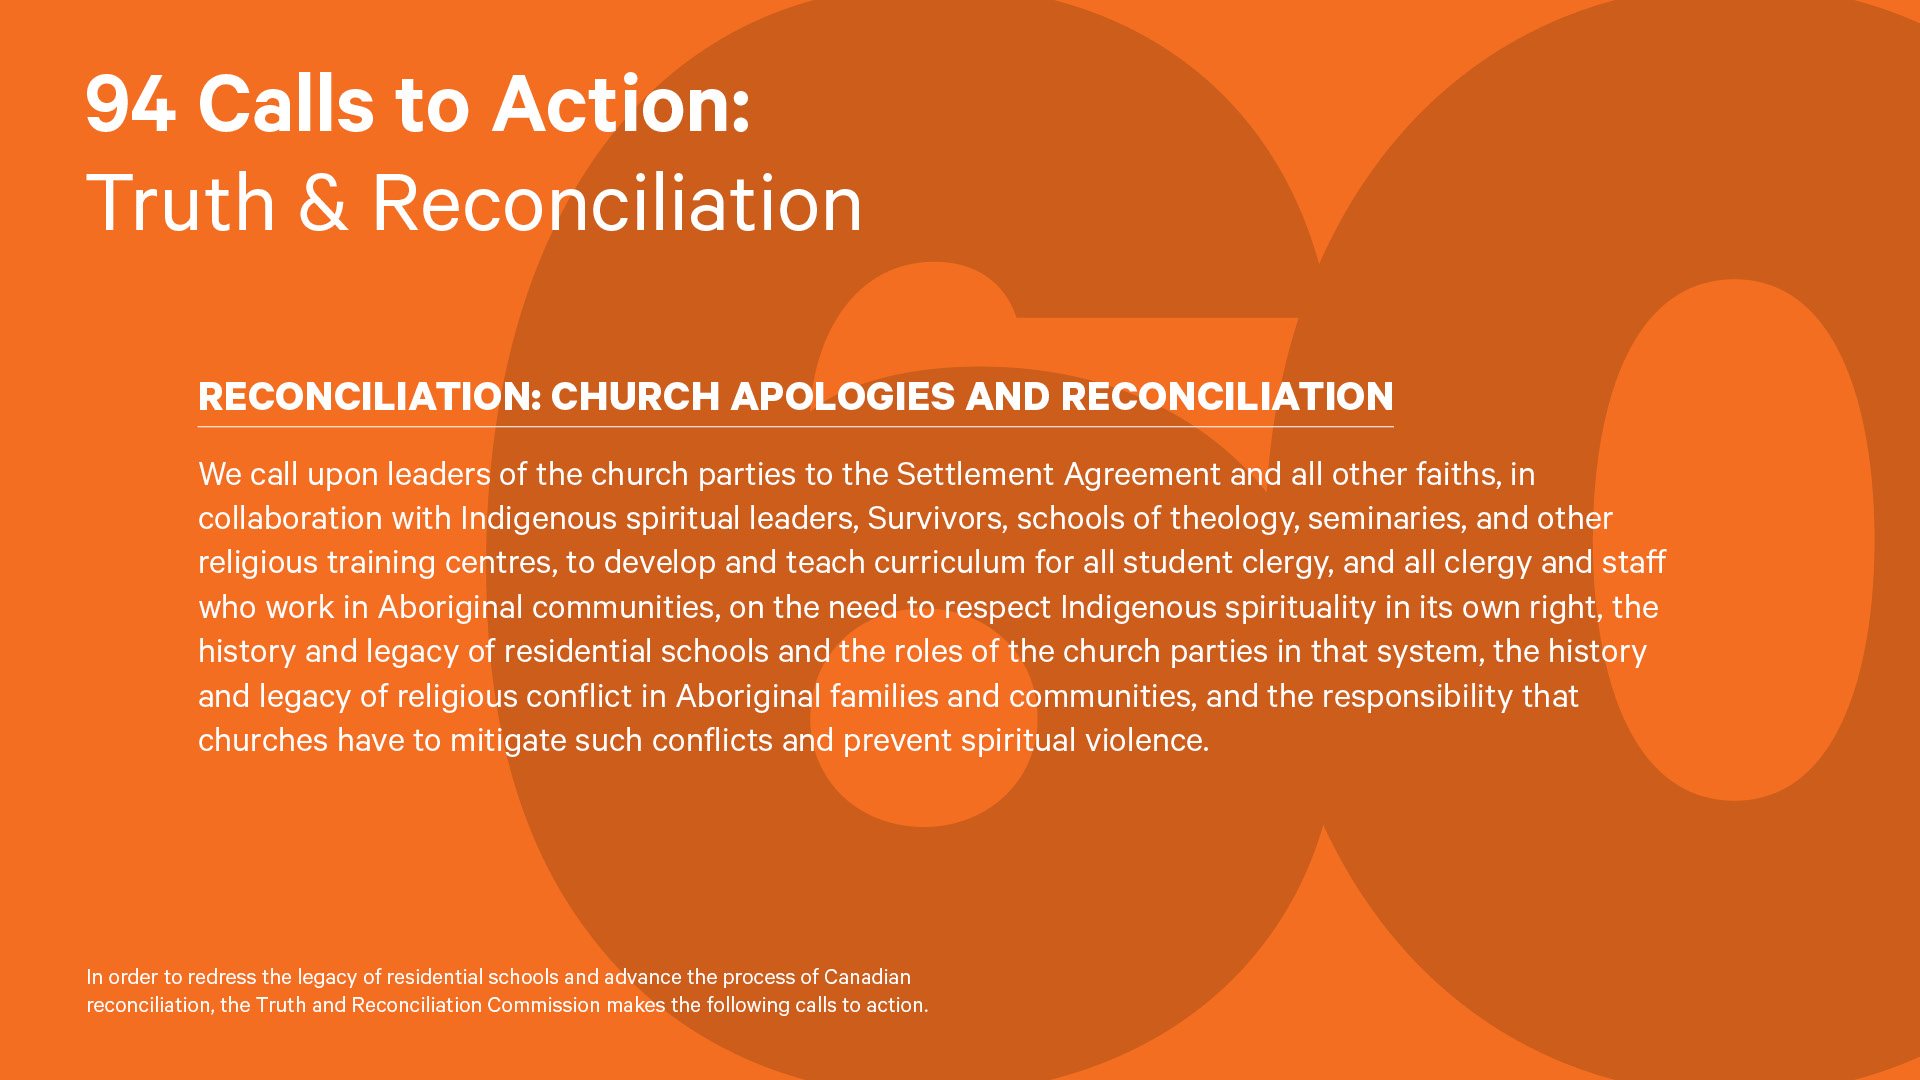 94 Calls to Action:
Truth & Reconciliation
60
RECONCILIATION: CHURCH APOLOGIES AND RECONCILIATION
We call upon leaders of the church parties to the Settlement Agreement and all other faiths, in
collaboration with Indigenous spiritual leaders, Survivors, schools of theology, seminaries, and other
religious training centres, to develop and teach curriculum for all student clergy, and all clergy and staff
who work in Aboriginal communities, on the need to respect Indigenous spirituality in its own right, the
history and legacy of residential schools and the roles of the church parties in that system, the history
and legacy of religious conflict in Aboriginal families and communities, and the responsibility that
churches have to mitigate such conflicts and prevent spiritual violence.
In order to redress the legacy of residential schools and advance the process of Canadian
reconciliation, the Truth and Reconciliation Commission makes the following calls to action.